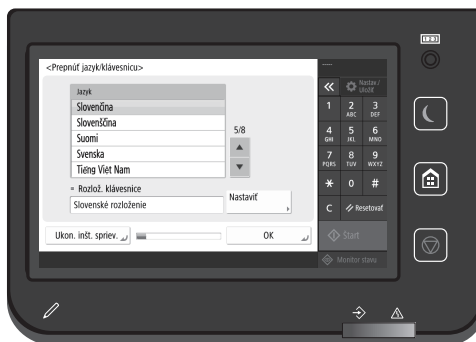 123
<Prepnúť jazyk/klávesnicu>
Jazyk
Slovenčina
Slovenščina
Suomi
Svenska
Tiếng Việt Nam
5/8
Rozlož. klávesnice
Slovenské rozloženie
Nastaviť
Ukon. inšt. spriev.
OK
Nastav./
Uložiť
1 2 3
ABC DEF
4 5 6
GHI JKL MNO
7 8 9
PQRS TUV WXYZ
* 0 #
C Resetovať
Štart
Monitor stavu